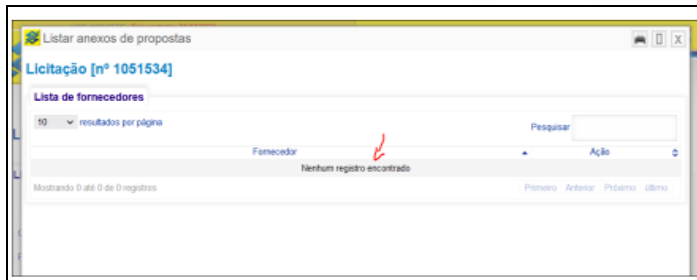 Listar anexos de propostas
X
Licitação [nº 1051534]
Lista de fornecedores
10 resultados por página
Pesquisar
Fornecedor Ação
Nenhum registro encontrado
Mostrando 0 até 0 de 0 registros
Primeiro Anterior Próximo Último